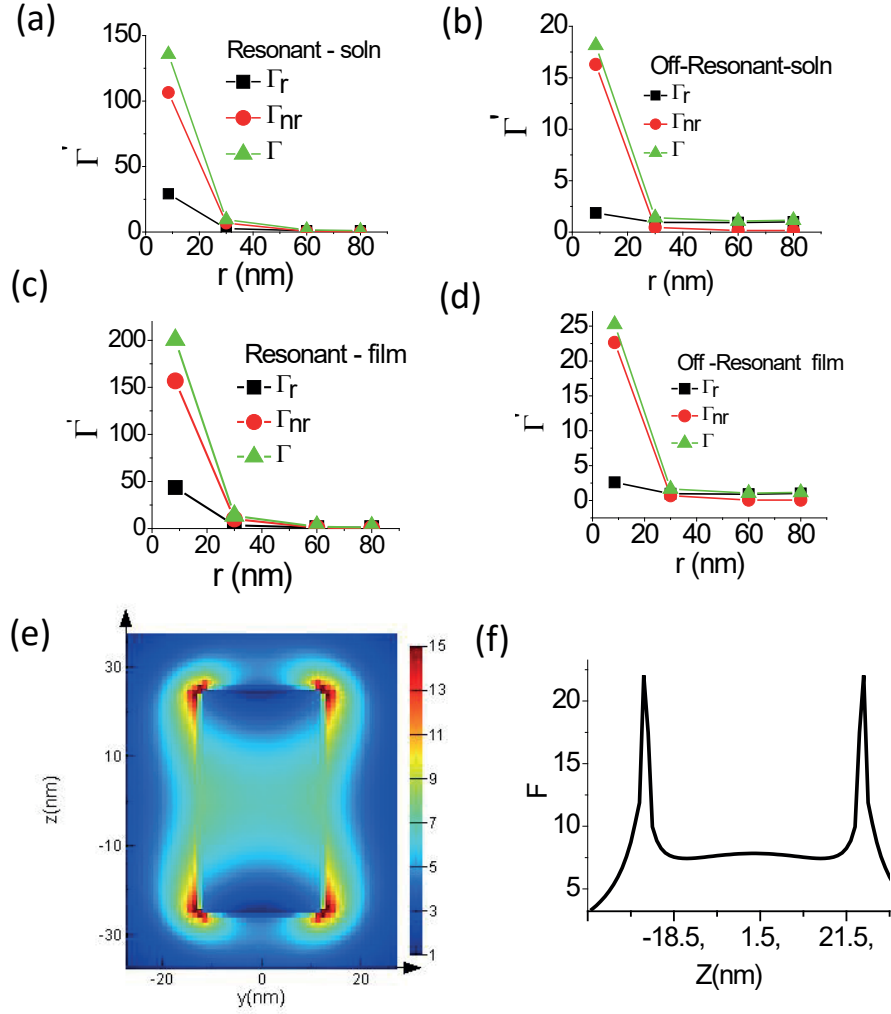 (a)
150
100
50
0
Γ'
Resonant - soln
Γr
Γnr
Γ
0 20 40 60 80
r (nm)
(b)
20
15
10
5
0
Γ'
Off-Resonant-soln
Γr
Γnr
Γ
0 20 40 60 80
r (nm)
(c)
200
150
100
50
0
Γ'
Resonant - film
Γr
Γnr
Γ
0 20 40 60 80
r (nm)
(d)
25
20
15
10
5
0
Γ'
Off -Resonant film
Γr
Γnr
Γ
0 20 40 60 80
r (nm)
(e)
30
10
-10
-30
z(nm)
-20 0 20
y(nm)
15
13
11
9
7
5
3
1
(f)
20
15
10
5
F
-18.5, 1.5, 21.5,
Z(nm)